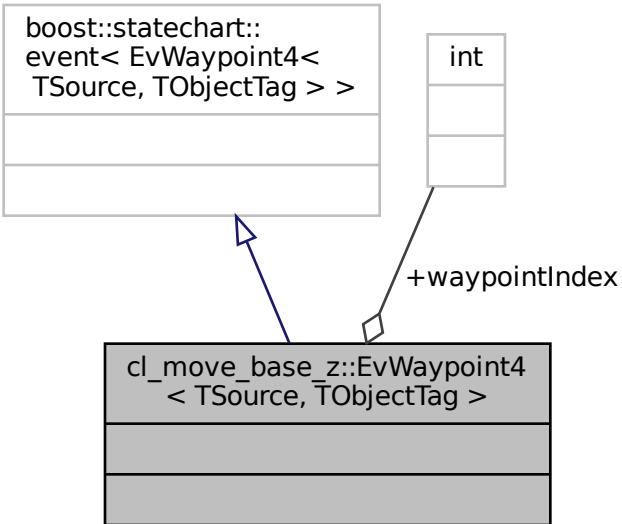 boost::statechart::
event< EvWaypoint4<
TSource, TObjectTag > >
int
+waypointIndex
cl_move_base_z::EvWaypoint4
< TSource, TObjectTag >